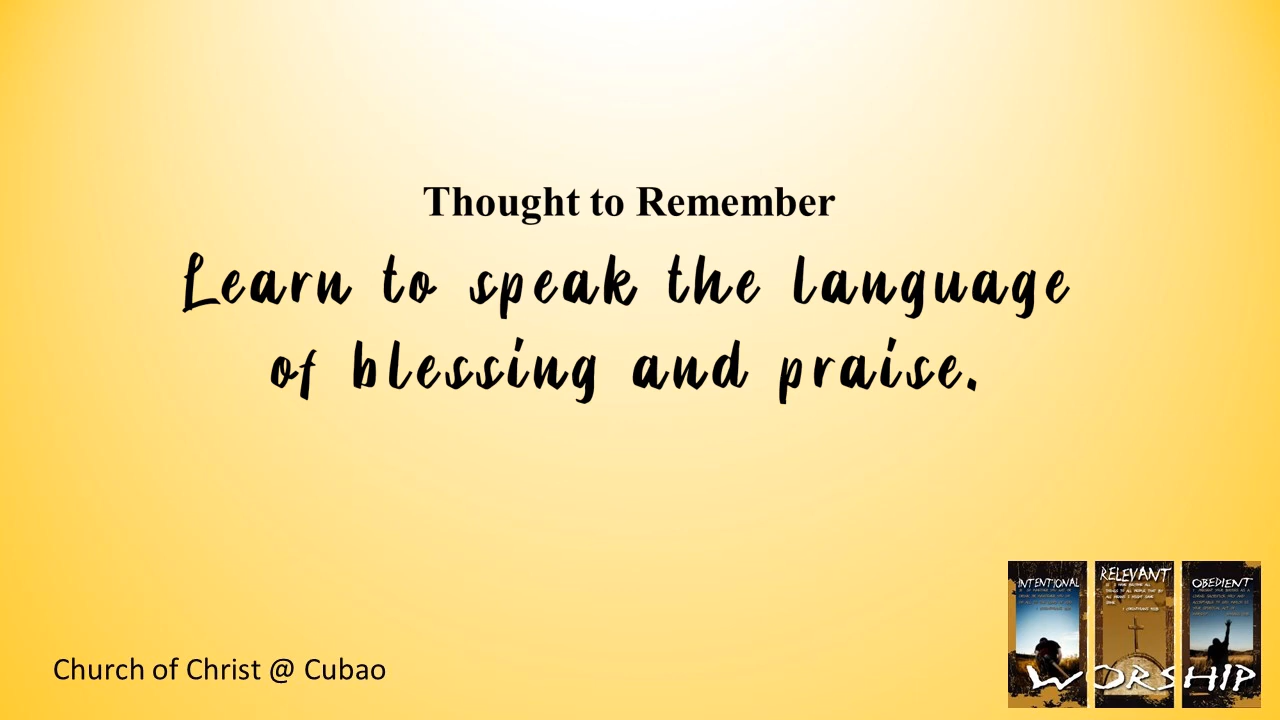 Thought to Remember
Learn to speak the language
of blessing and praise.
Church of Christ @ Cubao
INTENTIONAL
RELEVANT
OBEDIENT
WORSHIP